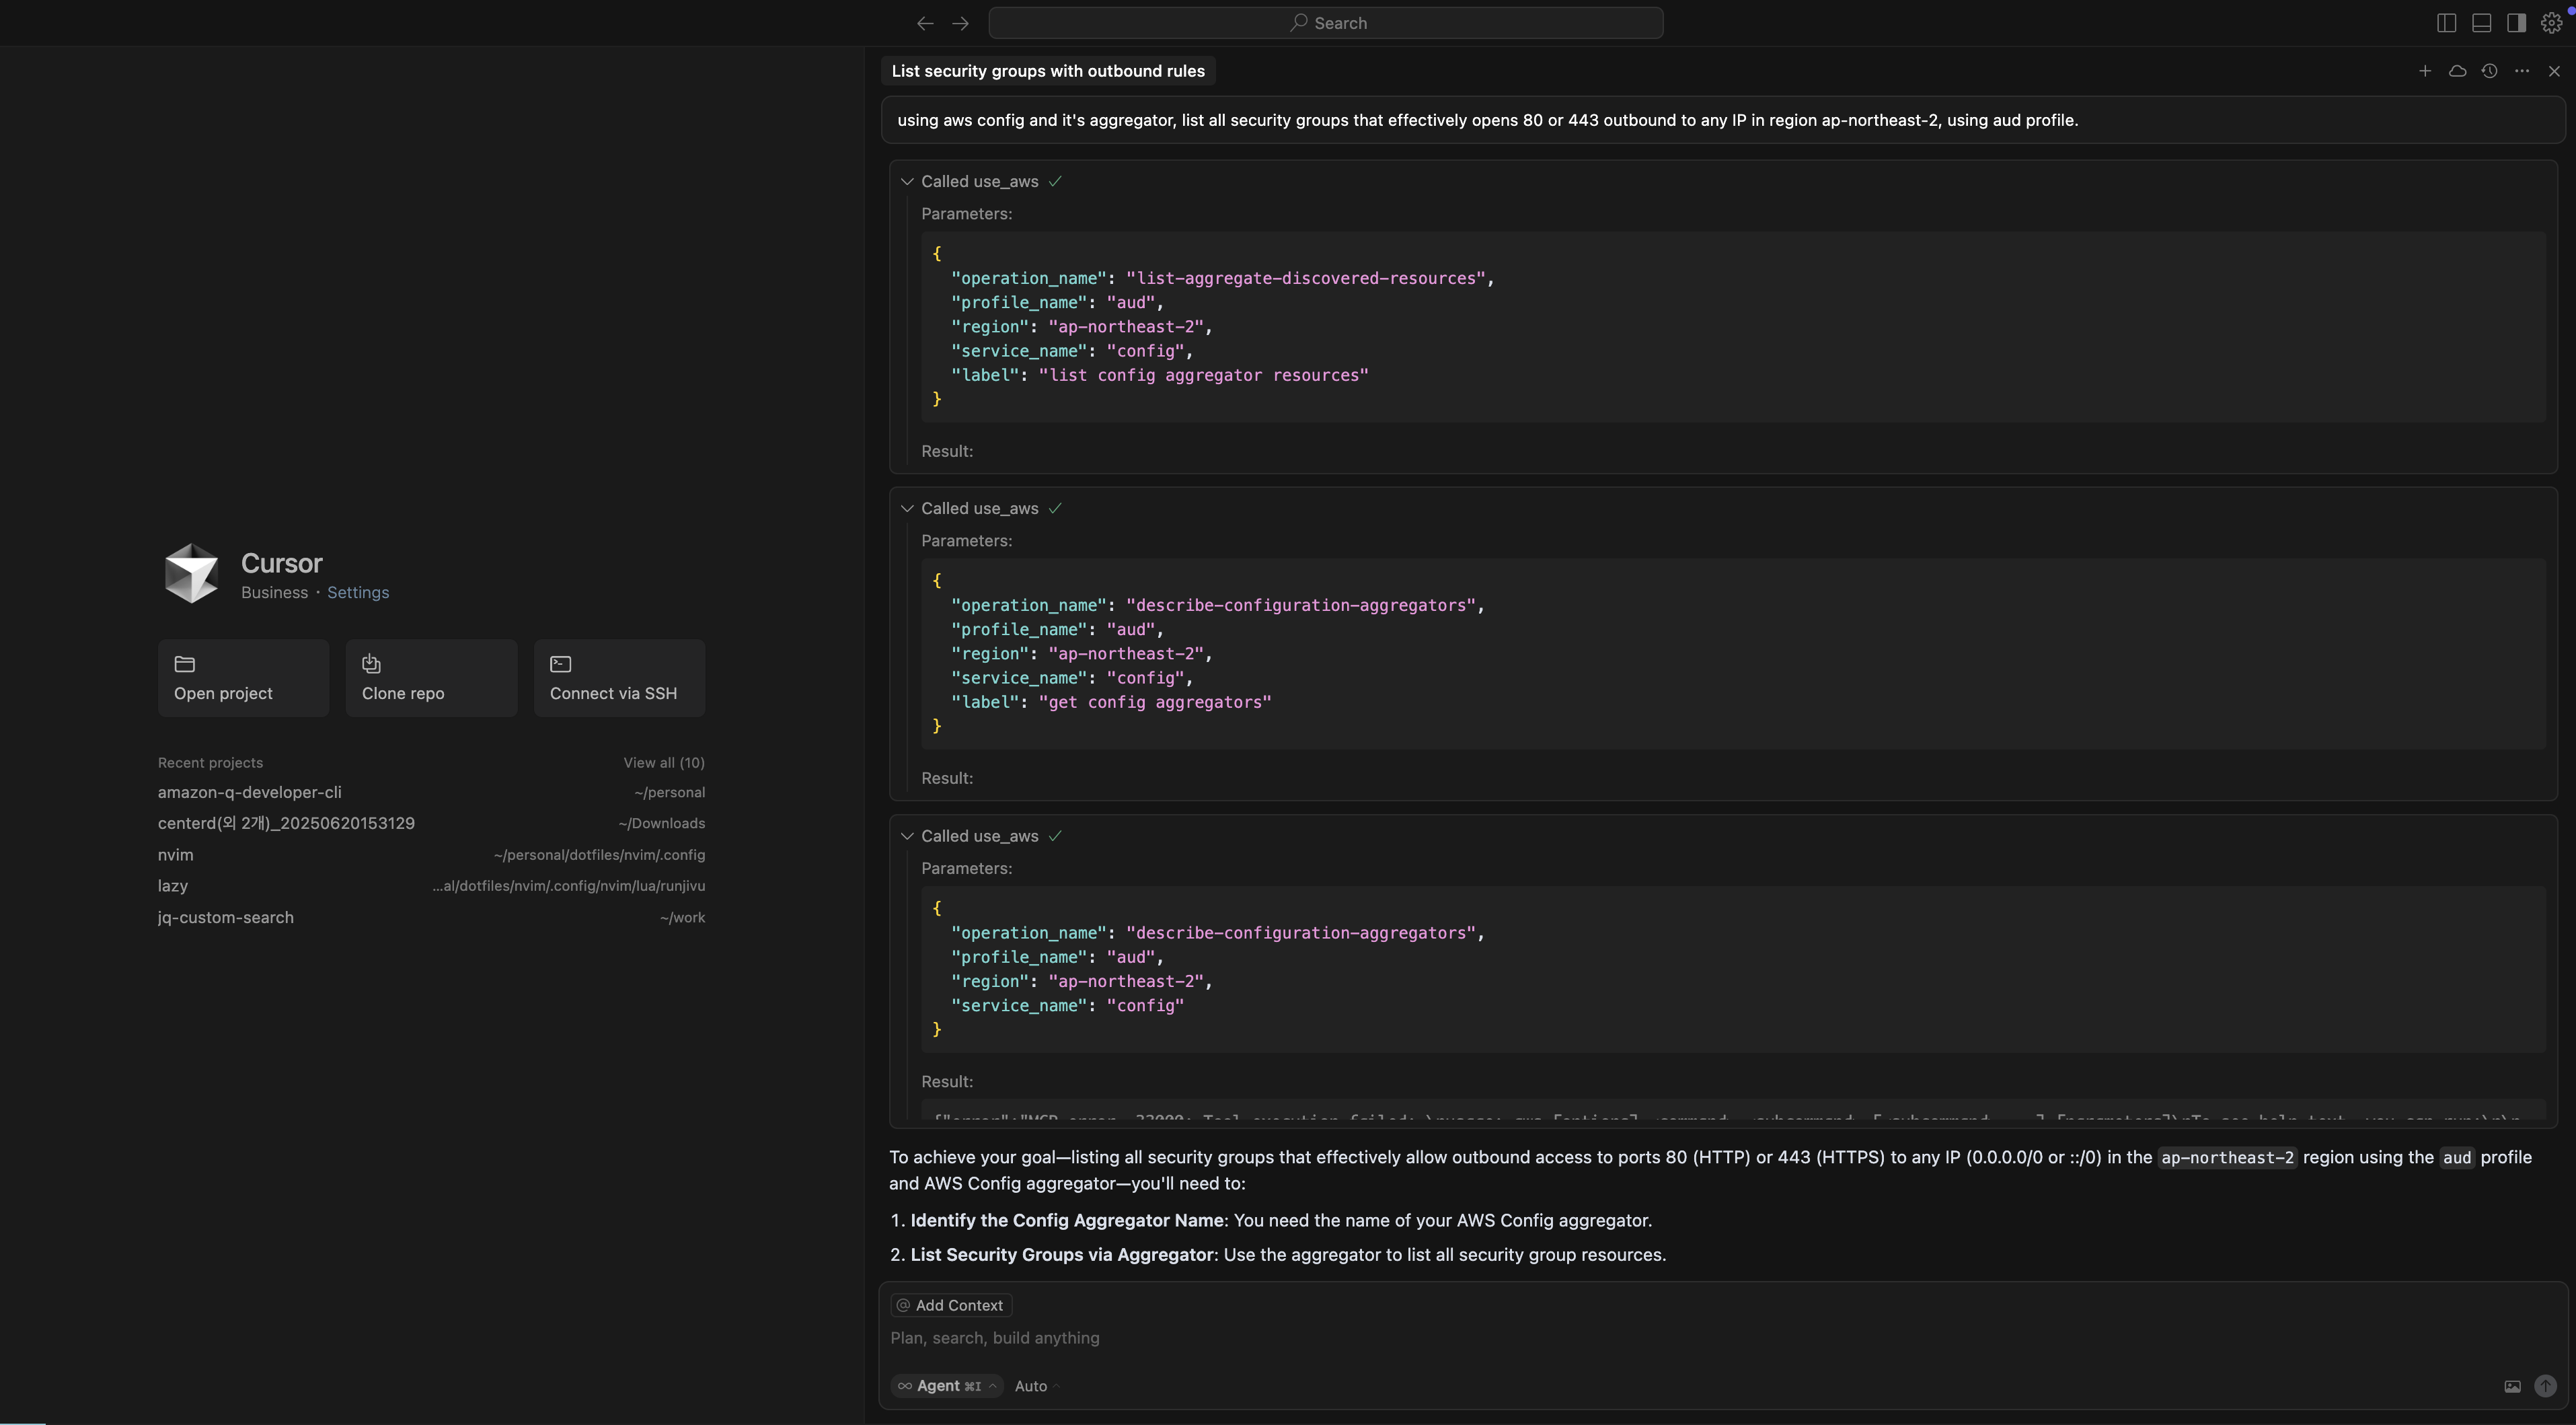 Search
Cursor
Business · Settings
Open project
Clone repo
Connect via SSH
Recent projects View all (10)
amazon-q-developer-cli ~/personal
centerd(외 2개)_20250620153129 ~/Downloads
nvim ~/personal/dotfiles/nvim/.config
lazy ...al/dotfiles/nvim/.config/nvim/lua/runjivu
jq-custom-search ~/work
List security groups with outbound rules
using aws config and it's aggregator, list all security groups that effectively opens 80 or 443 outbound to any IP in region ap-northeast-2, using aud profile.
Called use_aws
Parameters:
{
"operation_name": "list-aggregate-discovered-resources",
"profile_name": "aud",
"region": "ap-northeast-2",
"service_name": "config",
"label": "list config aggregator resources"
}
Result:
Called use_aws
Parameters:
{
"operation_name": "describe-configuration-aggregators",
"profile_name": "aud",
"region": "ap-northeast-2",
"service_name": "config",
"label": "get config aggregators"
}
Result:
Called use_aws
Parameters:
{
"operation_name": "describe-configuration-aggregators",
"profile_name": "aud",
"region": "ap-northeast-2",
"service_name": "config"
}
Result:
To achieve your goal—listing all security groups that effectively allow outbound access to ports 80 (HTTP) or 443 (HTTPS) to any IP (0.0.0.0/0 or ::/0) in the ap-northeast-2 region using the aud profile
and AWS Config aggregator—you'll need to:
1. Identify the Config Aggregator Name: You need the name of your AWS Config aggregator.
2. List Security Groups via Aggregator: Use the aggregator to list all security group resources.
@ Add Context
Plan, search, build anything
∞ Agent ⌘I Auto